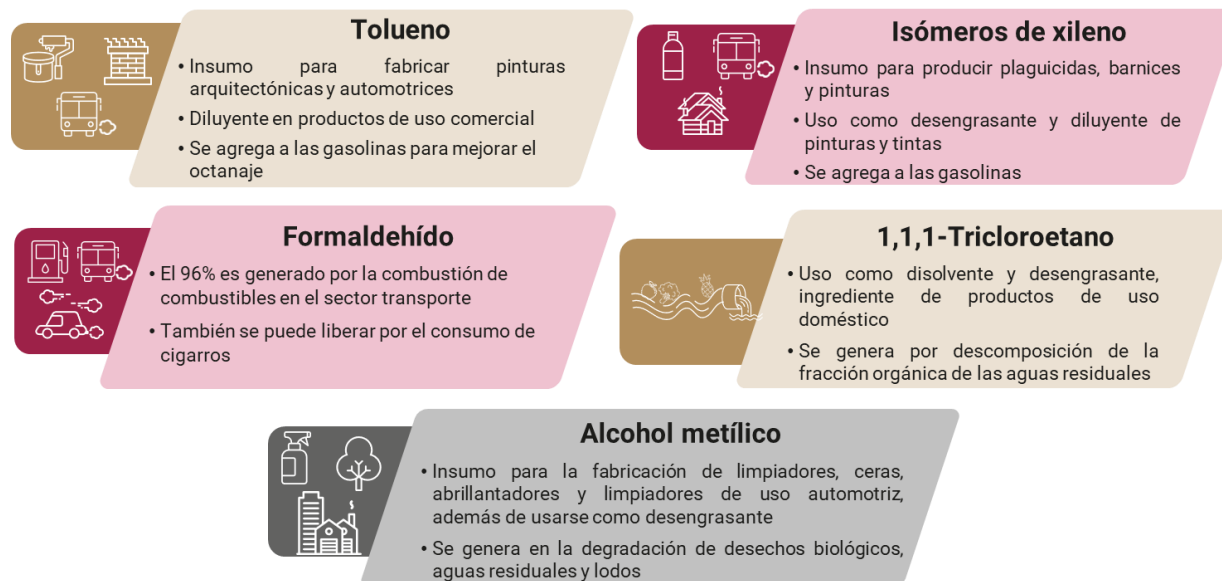 Tolueno
• Insumo para fabricar pinturas
arquitectónicas y automotrices
• Diluyente en productos de uso comercial
• Se agrega a las gasolinas para mejorar el
octanaje
Isómeros de xileno
• Insumo para producir plaguicidas, barnices
y pinturas
• Uso como desengrasante y diluyente de
pinturas y tintas
• Se agrega a las gasolinas
Formaldehído
• El 96% es generado por la combustión de
combustibles en el sector transporte
• También se puede liberar por el consumo de
cigarros
1,1,1-Tricloroetano
• Uso como disolvente y desengrasante,
ingrediente de productos de uso
doméstico
• Se genera por descomposición de la
fracción orgánica de las aguas residuales
Alcohol metílico
• Insumo para la fabricación de limpiadores, ceras,
abrillantadores y limpiadores de uso automotriz,
además de usarse como desengrasante
• Se genera en la degradación de desechos biológicos,
aguas residuales y lodos